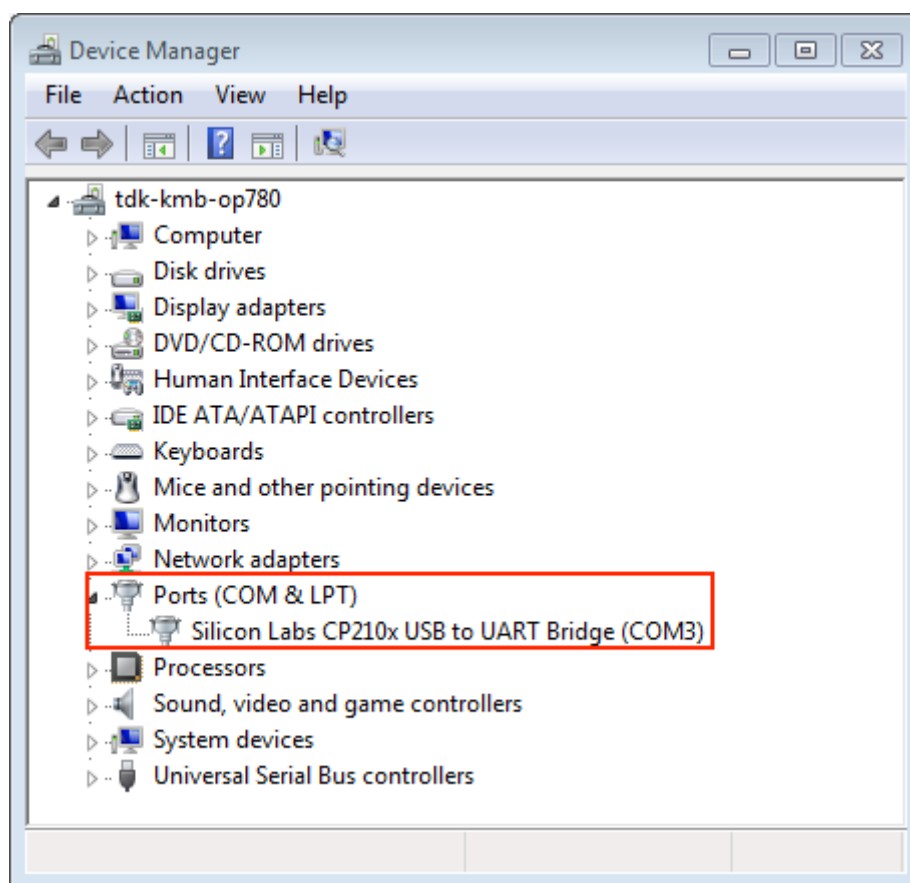 Device Manager
File Action View Help
tdk-kmb-op780
Computer
Disk drives
Display adapters
DVD/CD-ROM drives
Human Interface Devices
IDE ATA/ATAPI controllers
Keyboards
Mice and other pointing devices
Monitors
Network adapters
Ports (COM & LPT)
Silicon Labs CP210x USB to UART Bridge (COM3)
Processors
Sound, video and game controllers
System devices
Universal Serial Bus controllers